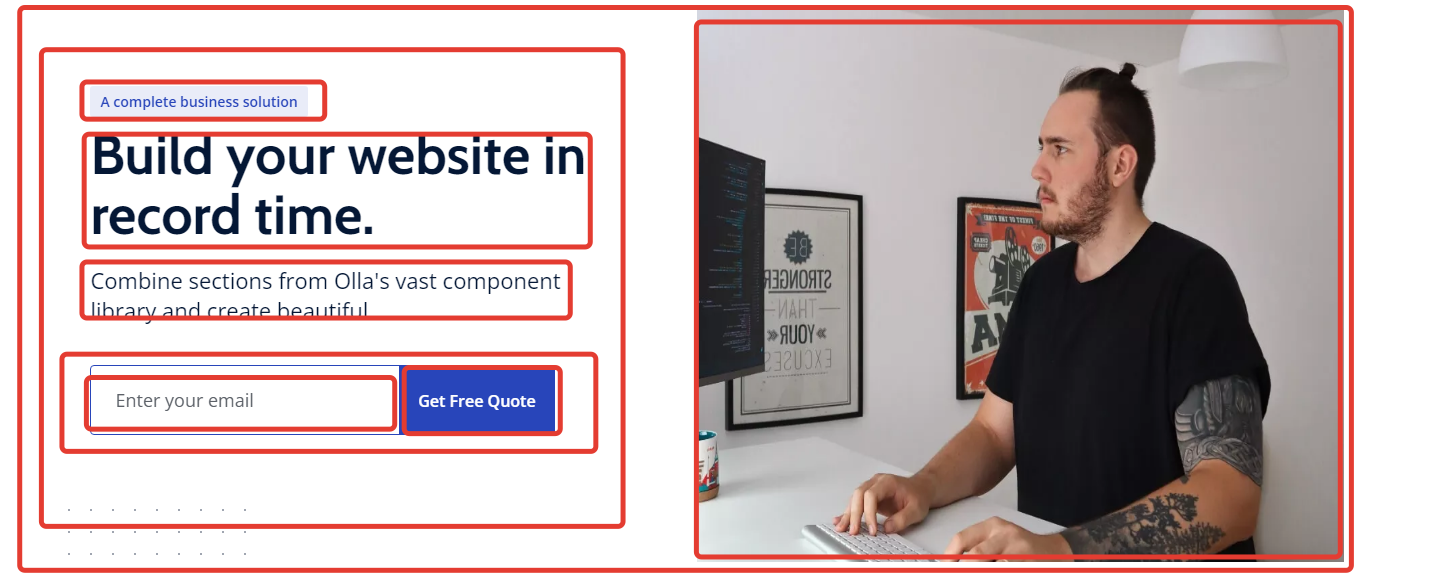 A complete business solution
Build your website in
record time.
Combine sections from Olla's vast component
library and create beautiful
Enter your email
Get Free Quote
BE
STRONGER
THAN
YOUR
EXCUSES